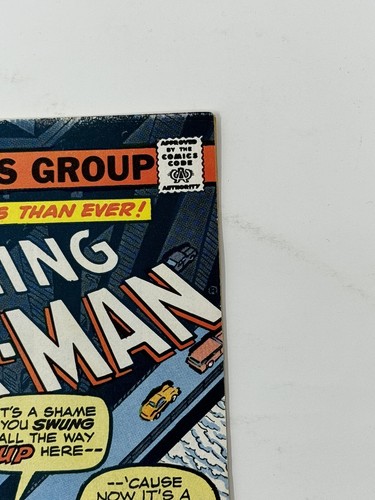 S GROUP
APPROVED
BY THE
COMICS
CODE
AUTHORITY
S THAN EVER!
ING
-MAN
T'S A SHAME
YOU SWUNG
ALL THE WAY
UP HERE--
--'CAUSE
NOW IT'S A